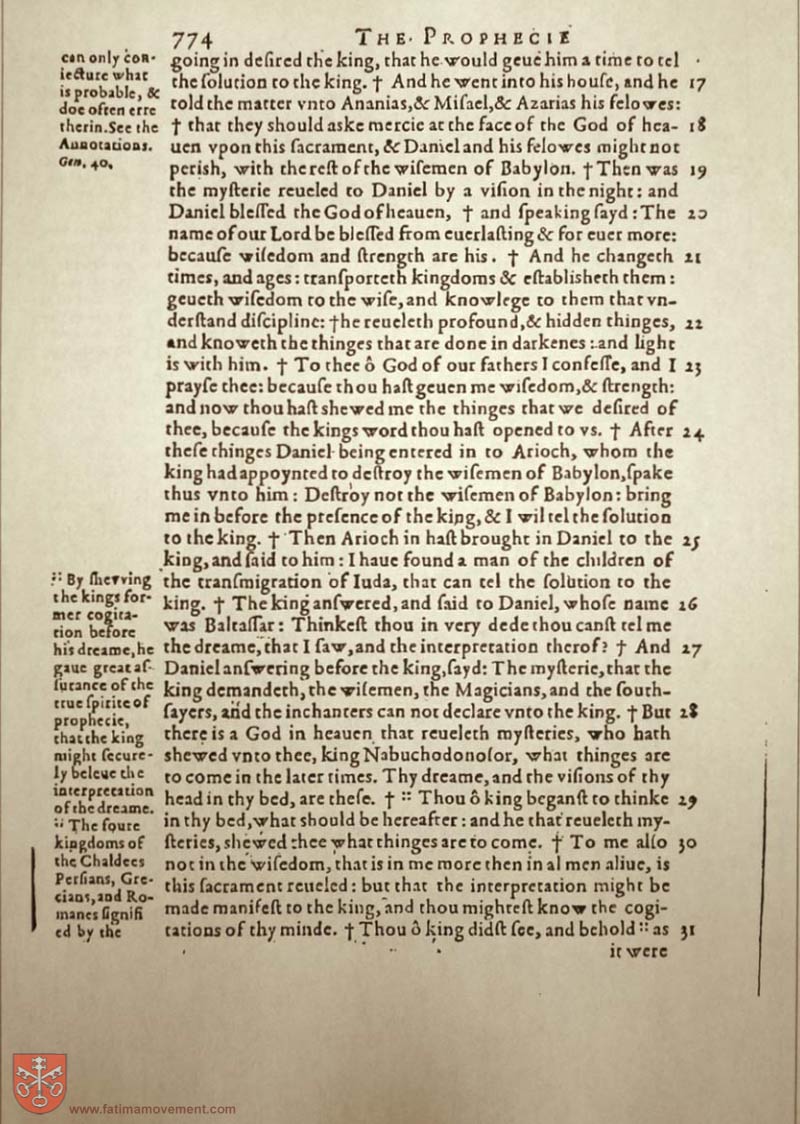 774 THE PROPHECIE
can only con-
iecture what
is probable, &
doe often erre
therin. See the
Annotations.
Gen. 40.
going in deſired the king, that he would geue him a time to tel
the ſolution to the king. † And he went into his houſe, and he 17
told the matter vnto Ananias, & Miſael, & Azarias his felowes:
† that they should aske mercie at the face of the God of hea- 18
uen vpon this ſacrament, & Daniel and his felowes might not
perish, with the reſt of the wiſemen of Babylon. † Then was 19
the myſterie reueled to Daniel by a viſion in the night: and
Daniel bleſſed the God of heauen, † and ſpeaking ſayd: The 20
name of our Lord be bleſſed from euerlaſting & for euer more:
becauſe wiſedom and ſtrength are his. † And he changeth 21
times, and ages: tranſporteth kingdoms & eſtablisheth them:
geueth wiſedom to the wiſe, and knowlege to them that vn-
derſtand diſcipline: † he reueleth profound, & hidden thinges, 22
and knoweth the thinges that are done in darkenes: and light
is with him. † To thee ô God of our fathers I confeſſe, and I 23
prayſe thee: becauſe thou haſt geuen me wiſedom, & ſtrength:
and now thou haſt shewed me the thinges that we deſired of
thee, becauſe the kings word thou haſt opened to vs. † After 24
theſe thinges Daniel being entered in to Arioch, whom the
king had appoynted to deſtroy the wiſemen of Babylon, ſpake
thus vnto him: Deſtroy not the wiſemen of Babylon: bring
me in before the preſence of the king, & I wil tel the ſolution
to the king. † Then Arioch in haſt brought in Daniel to the 25
king, and ſaid to him: I haue found a man of the children of
the tranſmigration of Iuda, that can tel the ſolution to the
king. † The king anſwered, and ſaid to Daniel, whoſe name 26
was Baltaſſar: Thinkeſt thou in very dede thou canſt tel me
the dreame, that I ſaw, and the interpretation therof? † And 27
Daniel anſwering before the king, ſayd: The myſterie, that the
king demandeth, the wiſemen, the Magicians, and the ſouth-
ſayers, and the inchanters can not declare vnto the king. † But 28
there is a God in heauen that reueleth myſteries, who hath
shewed vnto thee, king Nabuchodonoſor, what thinges are
to come in the later times. Thy dreame, and the viſions of thy
head in thy bed, are theſe. † :: Thou ô king beganſt to thinke 29
in thy bed, what should be hereafter: and he that reueleth my-
ſteries, shewed thee what thinges are to come. † To me alſo 30
not in the wiſedom, that is in me more then in al men aliue, is
this ſacrament reueled: but that the interpretation might be
made manifeſt to the king, and thou mighteſt know the cogi-
tations of thy minde. † Thou ô king didſt ſee, and behold :: as 31
it were
:: By shewing
the kings for-
mer cogita-
tion before
his dreame, he
gaue great aſ-
ſurance of the
true ſpirite of
prophecie,
that the king
might ſecure-
ly beleue the
interpretation
of the dreame.
:: The foure
kingdoms of
the Chaldees
Perſians, Gre-
cians, and Ro-
manes ſignifi
ed by the
www.fatimamovement.com